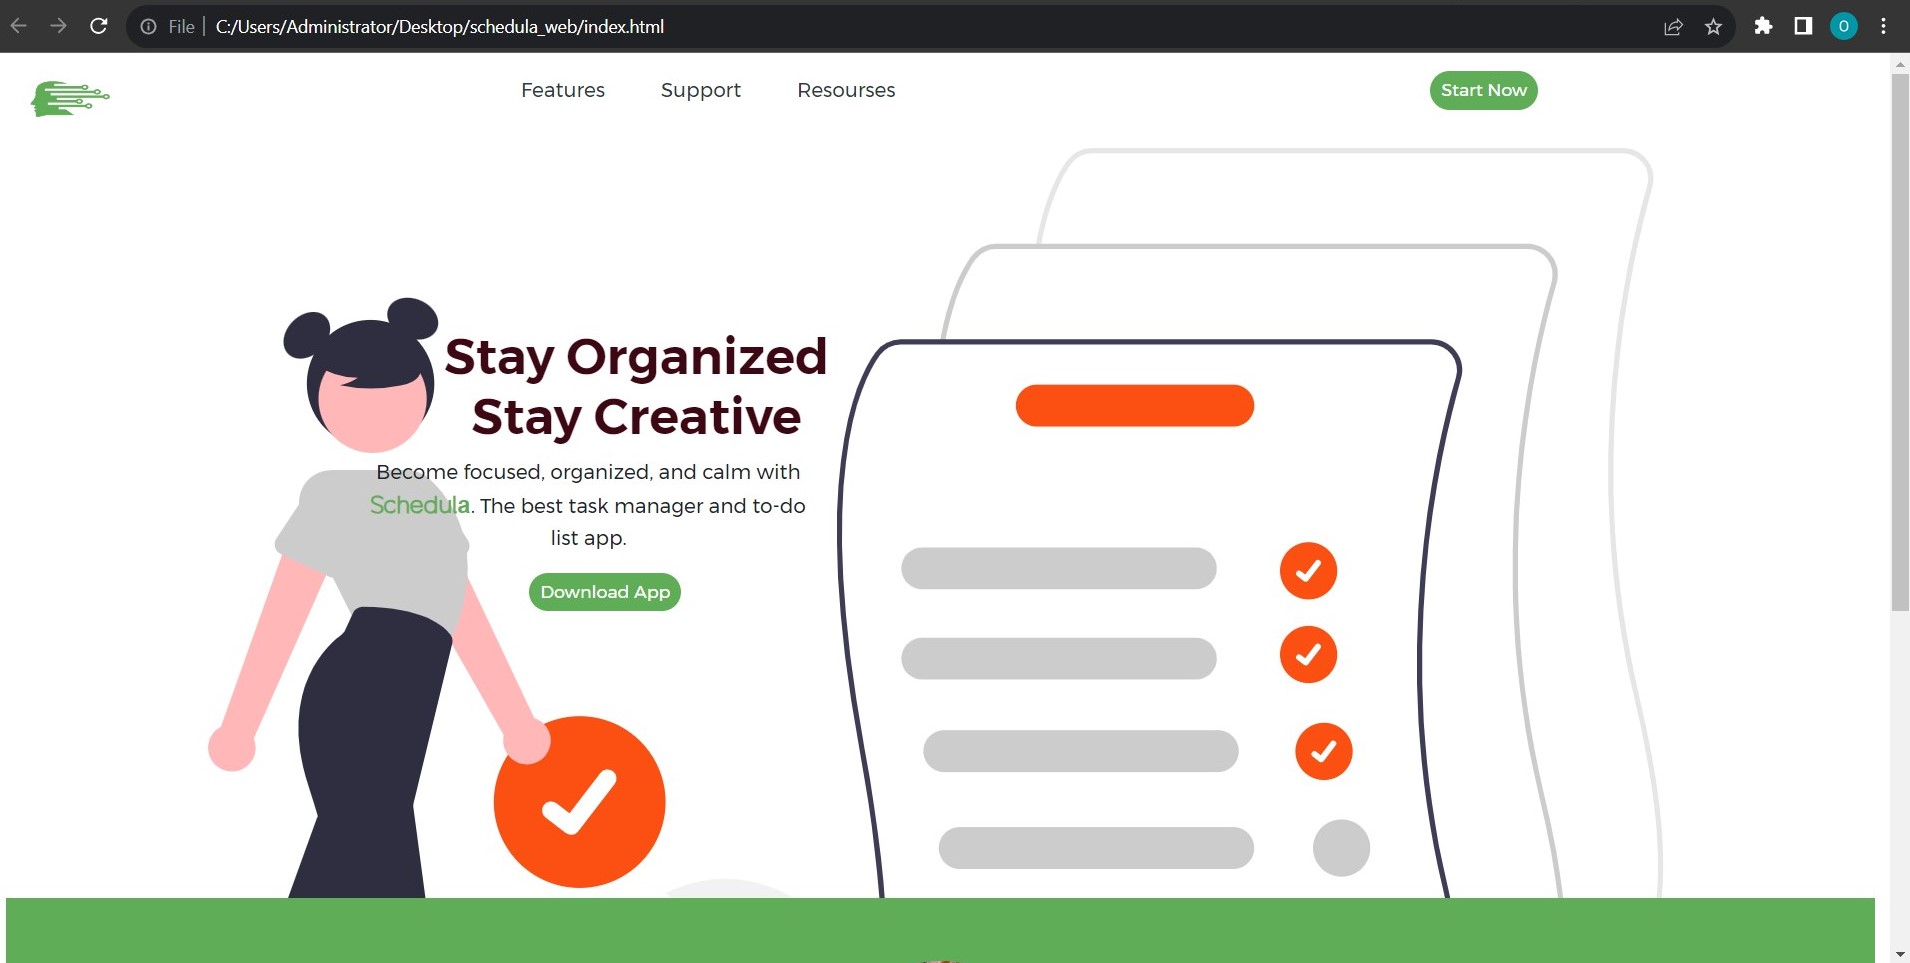 File
C:/Users/Administrator/Desktop/schedula_web/index.html
O
Features Support Resourses Start Now
Stay Organized
Stay Creative
Become focused, organized, and calm with
Schedula. The best task manager and to-do
list app.
Download App